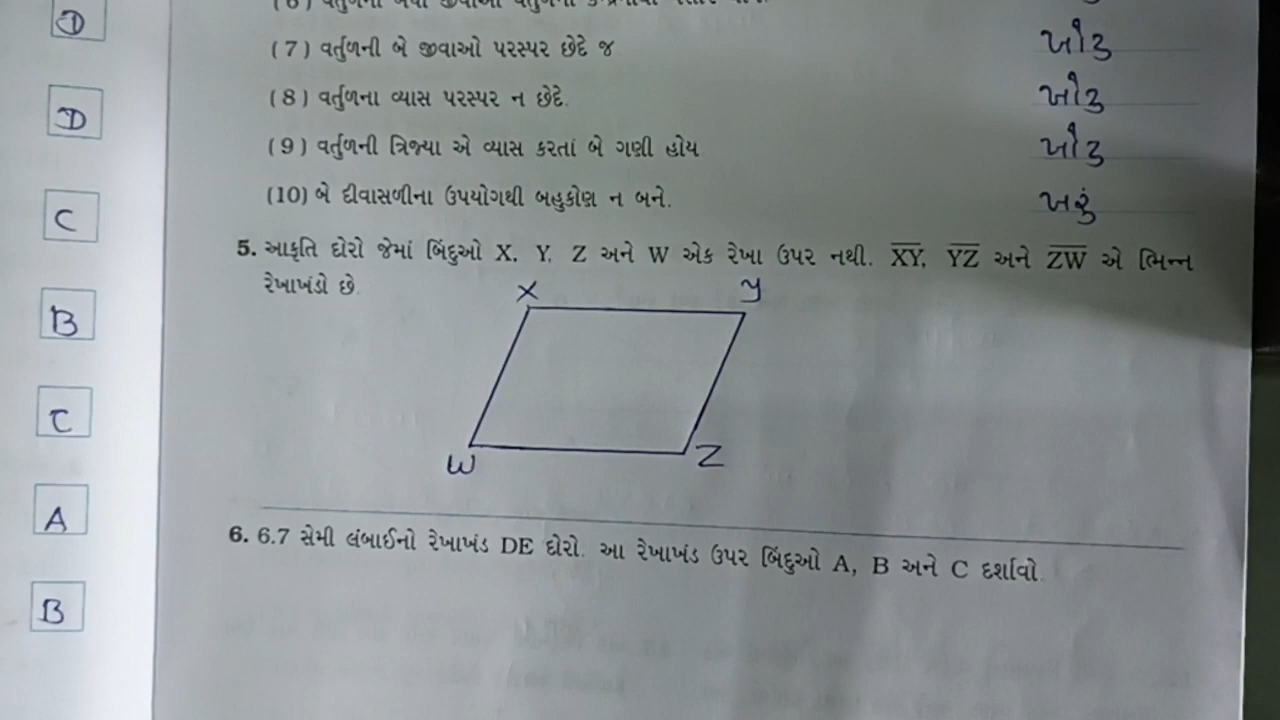 D
(7) વર્તુળની બે જીવાઓ પરસ્પર છેદે જ ખોટુ
D
(8) વર્તુળના વ્યાસ પરસ્પર ન છેદે. ખોટુ
(9) વર્તુળની ત્રિજ્યા એ વ્યાસ કરતાં બે ગણી હોય ખોટુ
C
(10) બે દીવાસળીના ઉપયોગથી બહુકોણ ન બને. ખરું
5. આકૃતિ દોરો જેમાં બિંદુઓ X, Y, Z અને W એક રેખા ઉપર નથી. XY, YZ અને ZW એ ભિન્ન
રેખાખંડો છે.
B
X Y
C
W Z
A
6. 6.7 સેમી લંબાઈનો રેખાખંડ DE દોરો. આ રેખાખંડ ઉપર બિંદુઓ A, B અને C દર્શાવો.
B